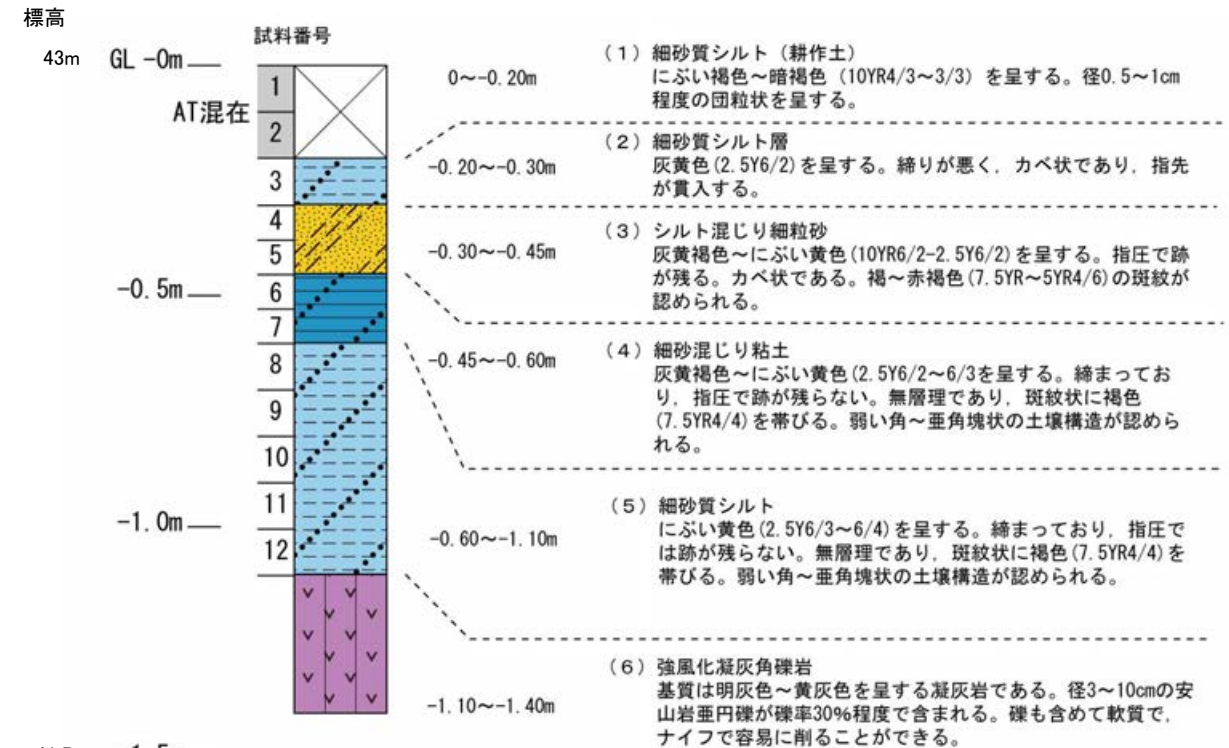 標高
試料番号
43m
GL -0m
AT混在
-0.5m
-1.0m
1
2
3
4
5
6
7
8
9
10
11
12
0～-0.20m
(1) 細砂質シルト（耕作土）
にぶい褐色～暗褐色（10YR4/3～3/3）を呈する。径0.5～1cm
程度の団粒状を呈する。
-0.20～-0.30m
(2) 細砂質シルト層
灰黄色(2.5Y6/2)を呈する。締りが悪く，カベ状であり，指先
が貫入する。
-0.30～-0.45m
(3) シルト混じり細粒砂
灰黄褐色～にぶい黄色(10YR6/2-2.5Y6/2)を呈する。指圧で跡
が残る。カベ状である。褐～赤褐色(7.5YR～5YR4/6)の斑紋が
認められる。
-0.45～-0.60m
(4) 細砂混じり粘土
灰黄褐色～にぶい黄色(2.5Y6/2～6/3を呈する。締まってお
り，指圧で跡が残らない。無層理であり，斑紋状に褐色
(7.5YR4/4)を帯びる。弱い角～亜角塊状の土壌構造が認めら
れる。
-0.60～-1.10m
(5) 細砂質シルト
にぶい黄色(2.5Y6/3～6/4)を呈する。締まっており，指圧で
は跡が残らない。無層理であり，斑紋状に褐色(7.5YR4/4)を
帯びる。弱い角～亜角塊状の土壌構造が認められる。
-1.10～-1.40m
(6) 強風化凝灰角礫岩
基質は明灰色～黄灰色を呈する凝灰岩である。径3～10cmの安
山岩亜円礫が礫率30%程度で含まれる。礫も含めて軟質で，
ナイフで容易に削ることができる。